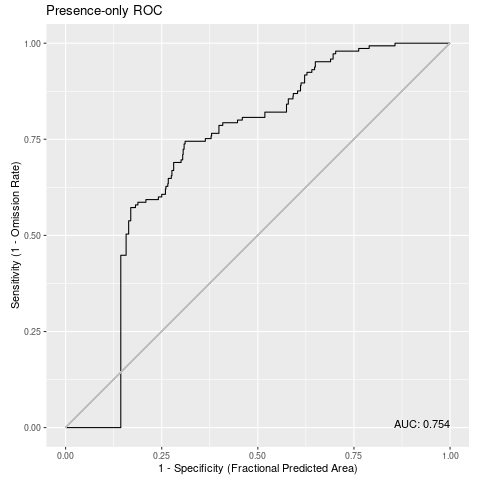 Presence-only ROC
Sensitivity (1 - Omission Rate)
1.00
0.75
0.50
0.25
0.00
AUC: 0.754
0.00 0.25 0.50 0.75 1.00
1 - Specificity (Fractional Predicted Area)